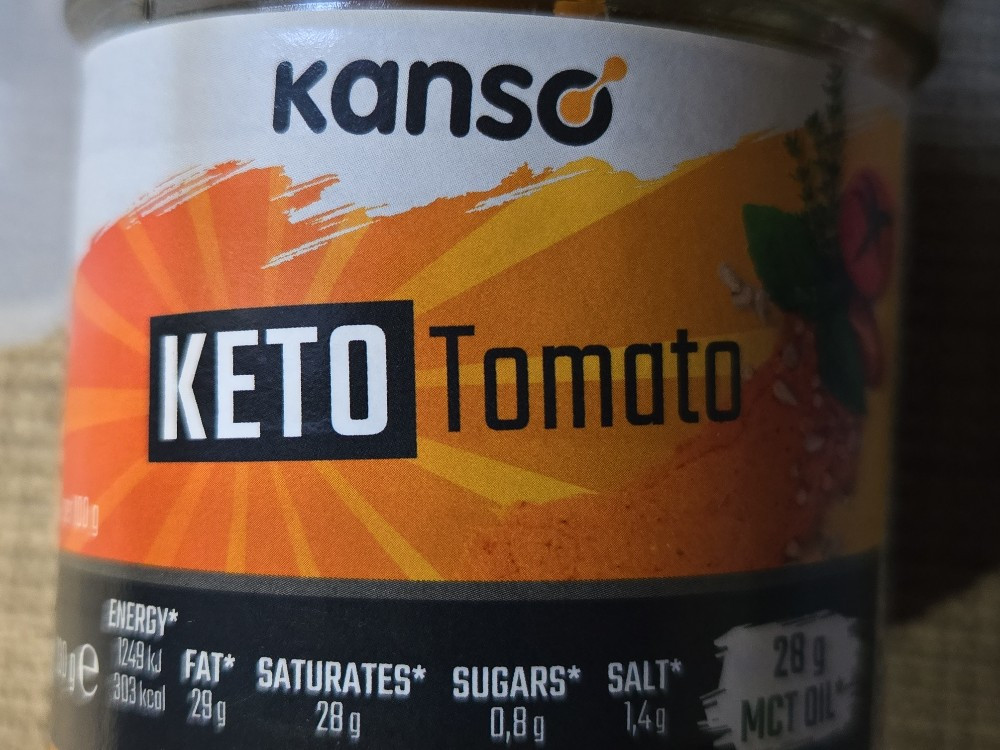 Kanso
KETO Tomato
100 g
ENERGY*
1249 kJ
303 kcal
FAT*
29 g
SATURATES*
28 g
SUGARS*
0,8 g
SALT*
1,4 g
28 g
MCT OIL*